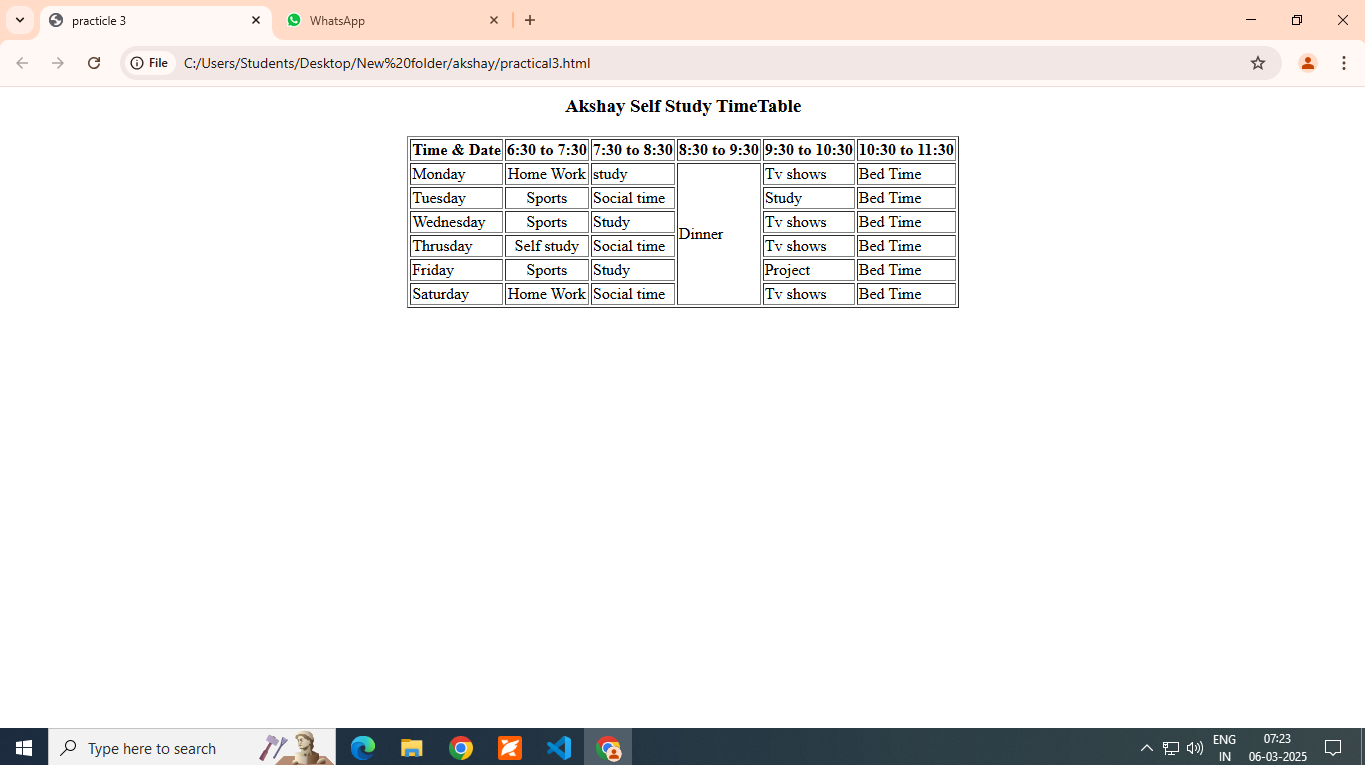 practicle 3
WhatsApp
File C:/Users/Students/Desktop/New%20folder/akshay/practical3.html
Akshay Self Study TimeTable
Time & Date 6:30 to 7:30 7:30 to 8:30 8:30 to 9:30 9:30 to 10:30 10:30 to 11:30
Monday Home Work study Tv shows Bed Time
Tuesday Sports Social time Study Bed Time
Wednesday Sports Study Tv shows Bed Time
Dinner
Thrusday Self study Social time Tv shows Bed Time
Friday Sports Study Project Bed Time
Saturday Home Work Social time Tv shows Bed Time
Type here to search
ENG
IN
07:23
06-03-2025